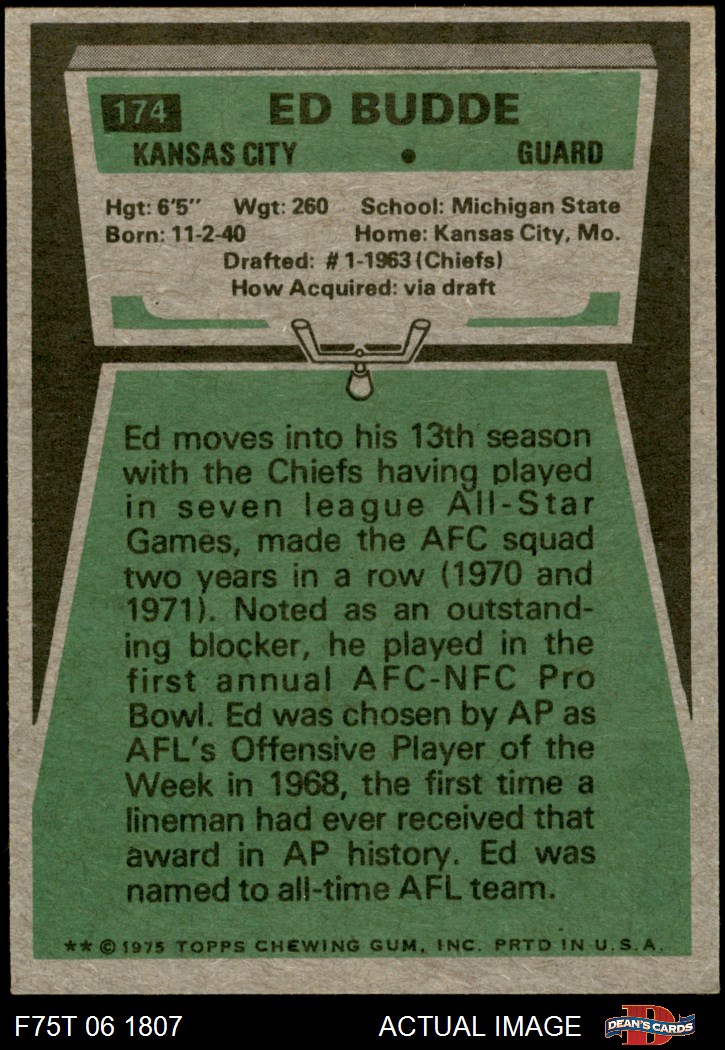 174 ED BUDDE
KANSAS CITY • GUARD
Hgt: 6'5" Wgt: 260 School: Michigan State
Born: 11-2-40 Home: Kansas City, Mo.
Drafted: #1-1963 (Chiefs)
How Acquired: via draft
Ed moves into his 13th season
with the Chiefs having played
in seven league All-Star
Games, made the AFC squad
two years in a row (1970 and
1971). Noted as an outstand-
ing blocker, he played in the
first annual AFC-NFC Pro
Bowl. Ed was chosen by AP as
AFL's Offensive Player of the
Week in 1968, the first time a
lineman had ever received that
award in AP history. Ed was
named to all-time AFL team.
** © 1975 TOPPS CHEWING GUM, INC. PRTD IN U.S.A.
F75T 06 1807 ACTUAL IMAGE D DEAN'S CARDS